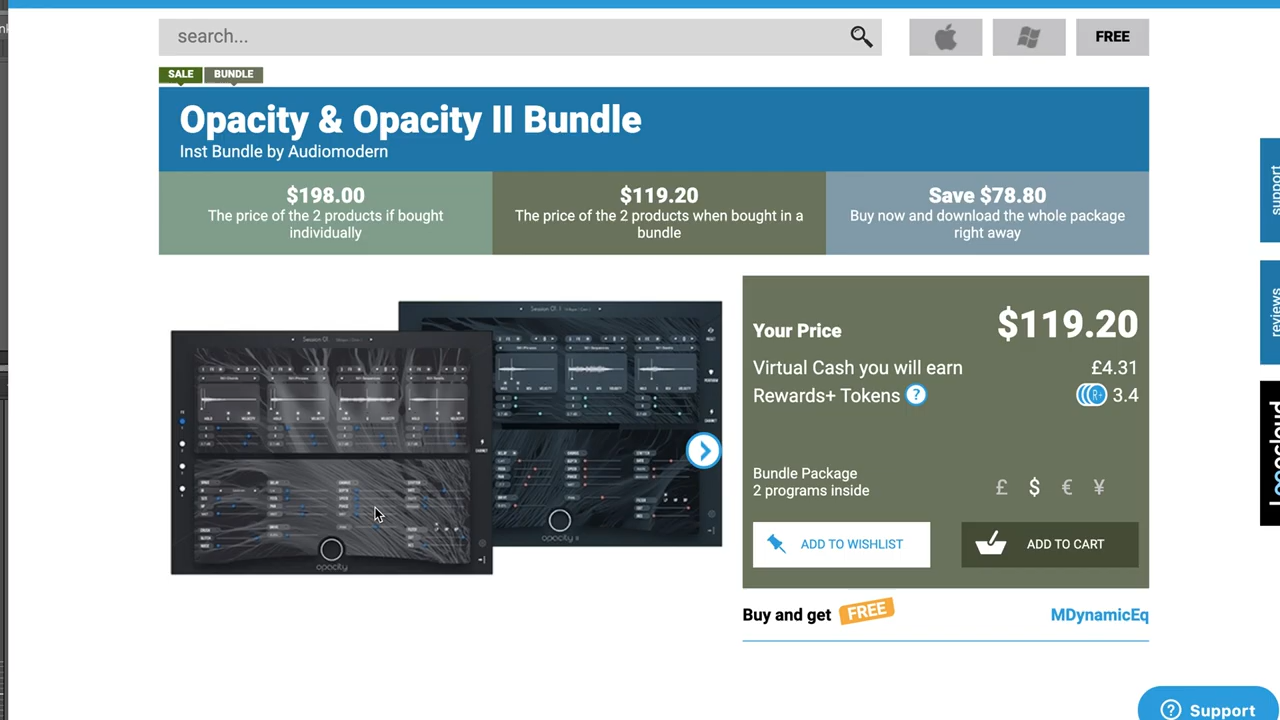 search...
FREE
SALE
BUNDLE
Opacity & Opacity II Bundle
Inst Bundle by Audiomodern
$198.00
The price of the 2 products if bought
individually
$119.20
The price of the 2 products when bought in a
bundle
Save $78.80
Buy now and download the whole package
right away
support
reviews
Your Price
$119.20
Virtual Cash you will earn
£4.31
Rewards+ Tokens ?
R+ 3.4
Bundle Package
2 programs inside
£ $ € ¥
ADD TO WISHLIST
ADD TO CART
opacity
opacity II
Buy and get FREE
MDynamicEq
? Support